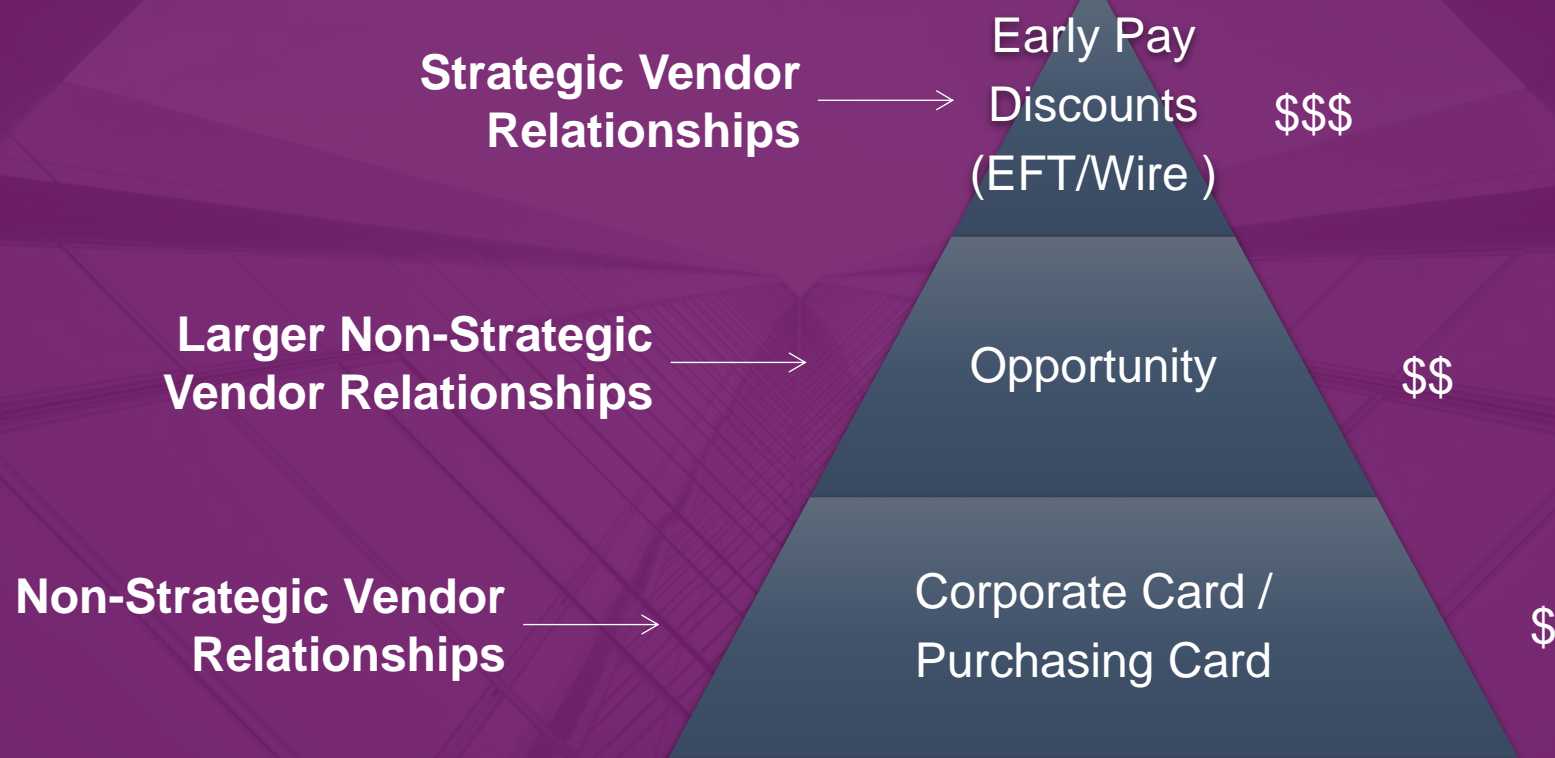 Strategic Vendor
Relationships
Early Pay
Discounts
(EFT/Wire )
$$$
Larger Non-Strategic
Vendor Relationships
Opportunity
$$
Non-Strategic Vendor
Relationships
Corporate Card /
Purchasing Card
$